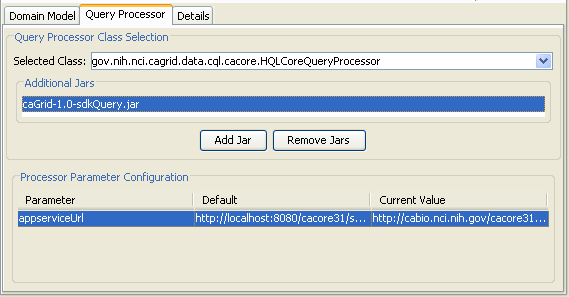 Domain Model Query Processor Details
Query Processor Class Selection
Selected Class: gov.nih.nci.cagrid.data.cql.cacore.HQLCoreQueryProcessor
Additional Jars
caGrid-1.0-sdkQuery.jar
Add Jar Remove Jars
Processor Parameter Configuration
Parameter Default Current Value
appserviceUrl http://localhost:8080/cacore31/s... http://cabio.nci.nih.gov/cacore31...